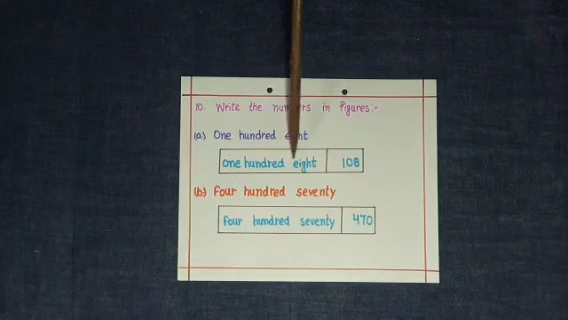 10. Write the numbers in figures:-
(a) One hundred eight
One hundred eight 108
(b) Four hundred seventy
Four hundred seventy 470